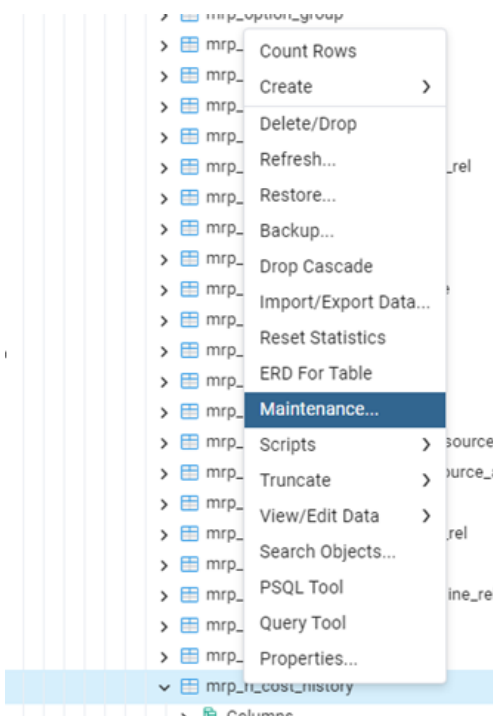 mrp_option_group
mrp_
Count Rows
mrp_
Create
mrp_
mrp_
Delete/Drop
mrp_
Refresh...
_rel
mrp_
Restore...
mrp_
Backup...
mrp_
Drop Cascade
mrp_
Import/Export Data...
mrp_
Reset Statistics
mrp_
ERD For Table
mrp_
mrp_
Maintenance...
mrp_
Scripts
source
mrp_
Truncate
ource_a
mrp_
View/Edit Data
mrp_
_rel
Search Objects...
mrp_
PSQL Tool
mrp_
ine_re
Query Tool
mrp_
mrp_
Properties...
cost_history
Columns